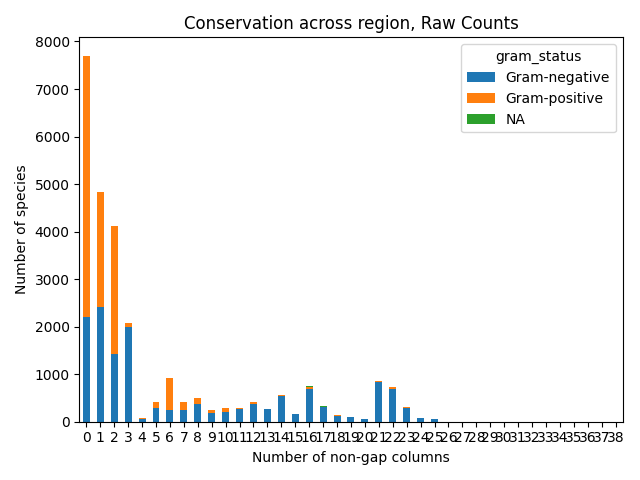 Conservation across region, Raw Counts
8000
7000
6000
5000
4000
3000
2000
1000
0
Number of species
gram_status
Gram-negative
Gram-positive
NA
0 1 2 3 4 5 6 7 8 9 10 11 12 13 14 15 16 17 18 19 20 21 22 23 24 25 26 27 28 29 30 31 32 33 34 35 36 37 38
Number of non-gap columns